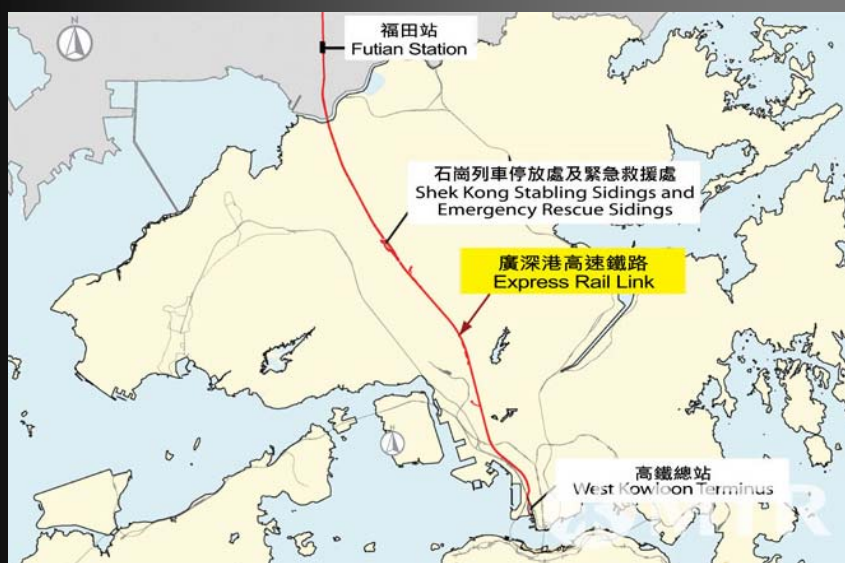 福田站
Futian Station
石崗列車停放處及緊急救援處
Shek Kong Stabling Sidings and
Emergency Rescue Sidings
廣深港高速鐵路
Express Rail Link
高鐵總站
West Kowloon Terminus
MTR